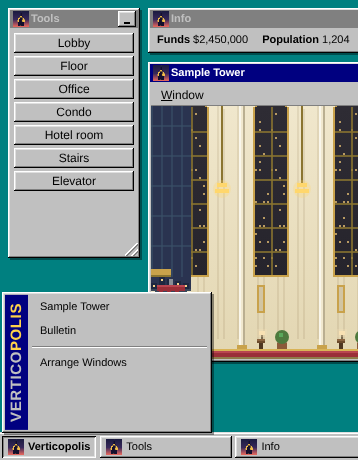 Tools
Lobby
Floor
Office
Condo
Hotel room
Stairs
Elevator
Info
Funds $2,450,000 Population 1,204
Sample Tower
Window
VERTICOPOLIS
Sample Tower
Bulletin
Arrange Windows
Verticopolis
Tools
Info